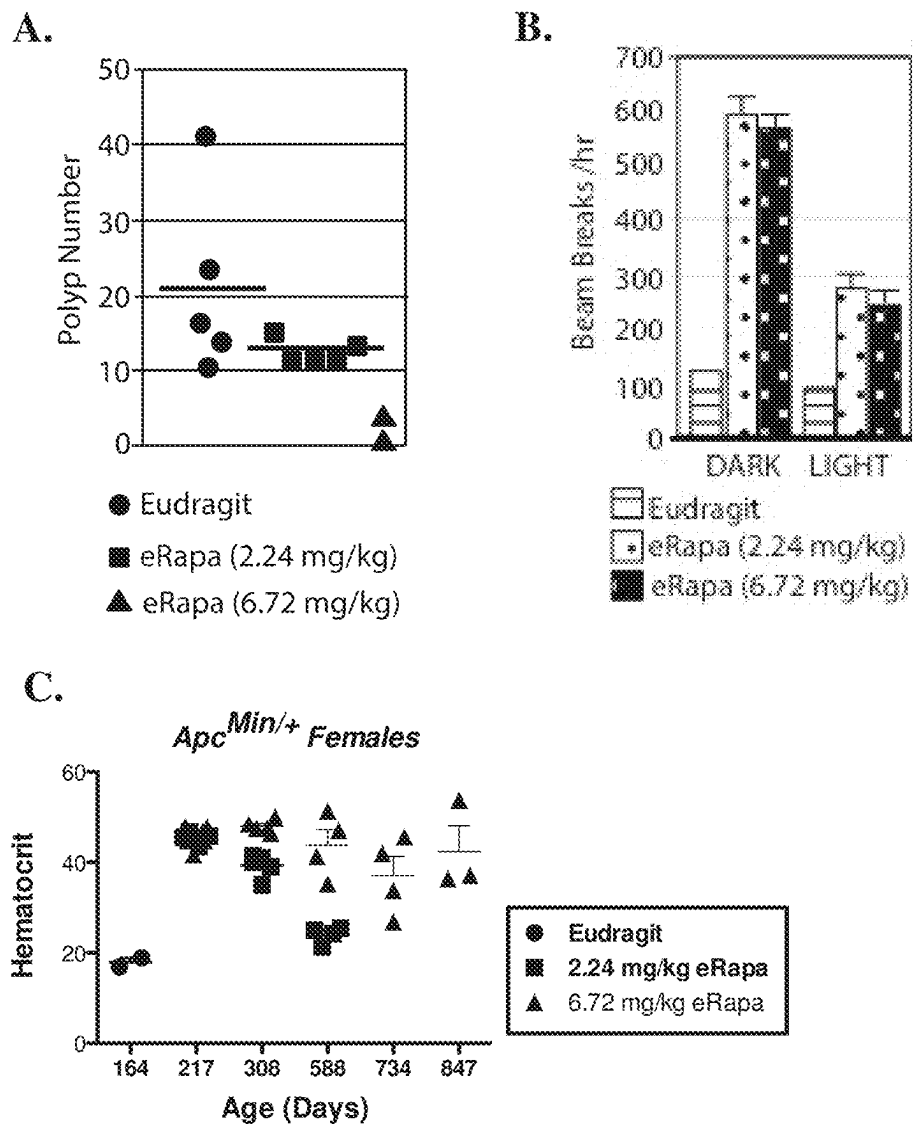 A.
50
40
30
20
10
0
Polyp Number
Eudragit
eRapa (2.24 mg/kg)
eRapa (6.72 mg/kg)
B.
700
600
500
400
300
200
100
0
Beam Breaks /hr
DARK LIGHT
Eudragit
eRapa (2.24 mg/kg)
eRapa (6.72 mg/kg)
C.
Apc Min/+ Females
60
40
20
0
Hematocrit
164 217 308 588 734 847
Age (Days)
Eudragit
2.24 mg/kg eRapa
6.72 mg/kg eRapa